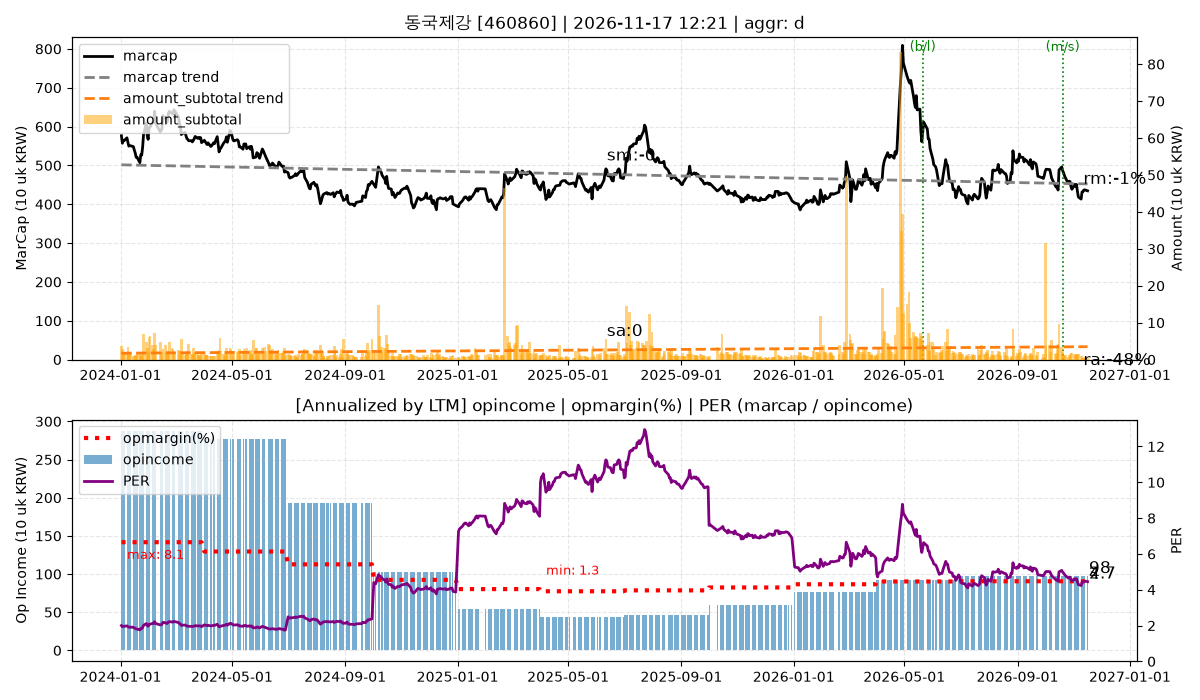 동국제강 [460860] | 2026-11-17 12:21 | aggr: d
(b/l)
(m/s)
marcap
marcap trend
amount_subtotal trend
amount_subtotal
MarCap (10 uk KRW)
Amount (10 uk KRW)
800
700
600
500
400
300
200
100
0
80
70
60
50
40
30
20
10
0
sm:-0
rm:-1%
sa:0
ra:-48%
2024-01-01
2024-05-01
2024-09-01
2025-01-01
2025-05-01
2025-09-01
2026-01-01
2026-05-01
2026-09-01
2027-01-01
[Annualized by LTM] opincome | opmargin(%) | PER (marcap / opincome)
opmargin(%)
opincome
PER
Op Income (10 uk KRW)
PER
300
250
200
150
100
50
0
12
10
8
6
4
2
0
max: 8.1
min: 1.3
98
2024-01-01
2024-05-01
2024-09-01
2025-01-01
2025-05-01
2025-09-01
2026-01-01
2026-05-01
2026-09-01
2027-01-01